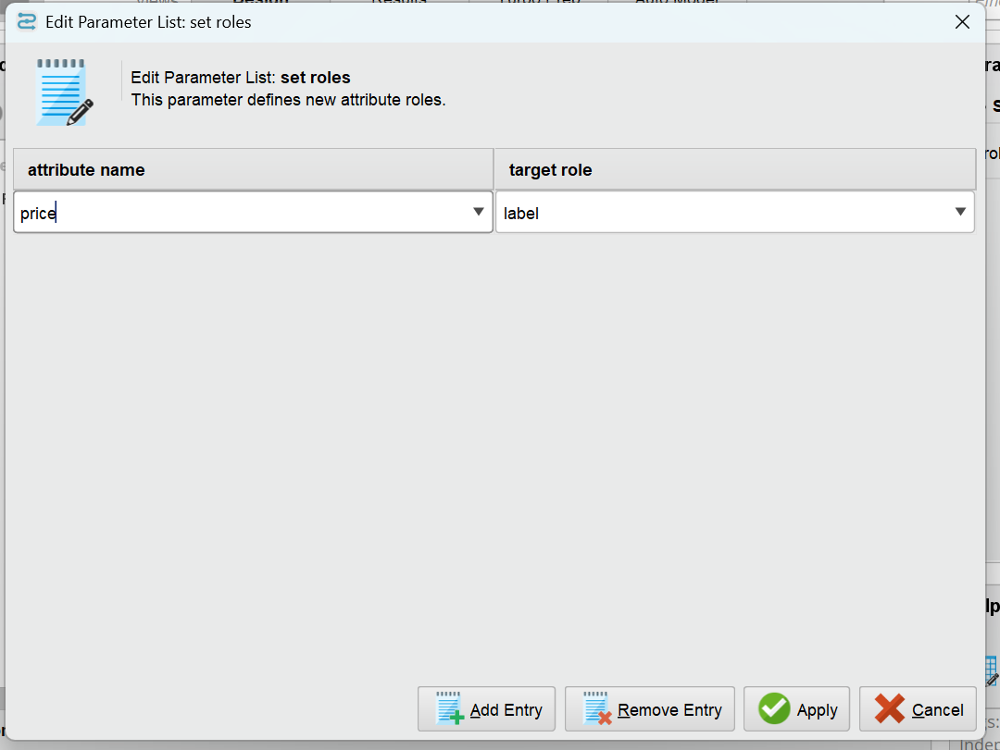 Edit Parameter List: set roles
Edit Parameter List: set roles
This parameter defines new attribute roles.
attribute name target role
price label
Add Entry Remove Entry Apply Cancel